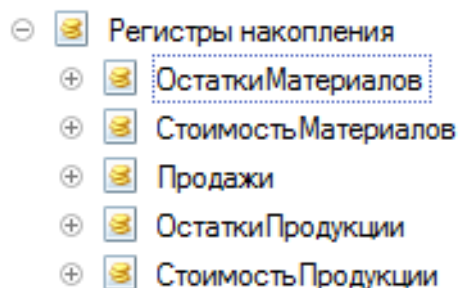 Регистры накопления
ОстаткиМатериалов
СтоимостьМатериалов
Продажи
ОстаткиПродукции
СтоимостьПродукции